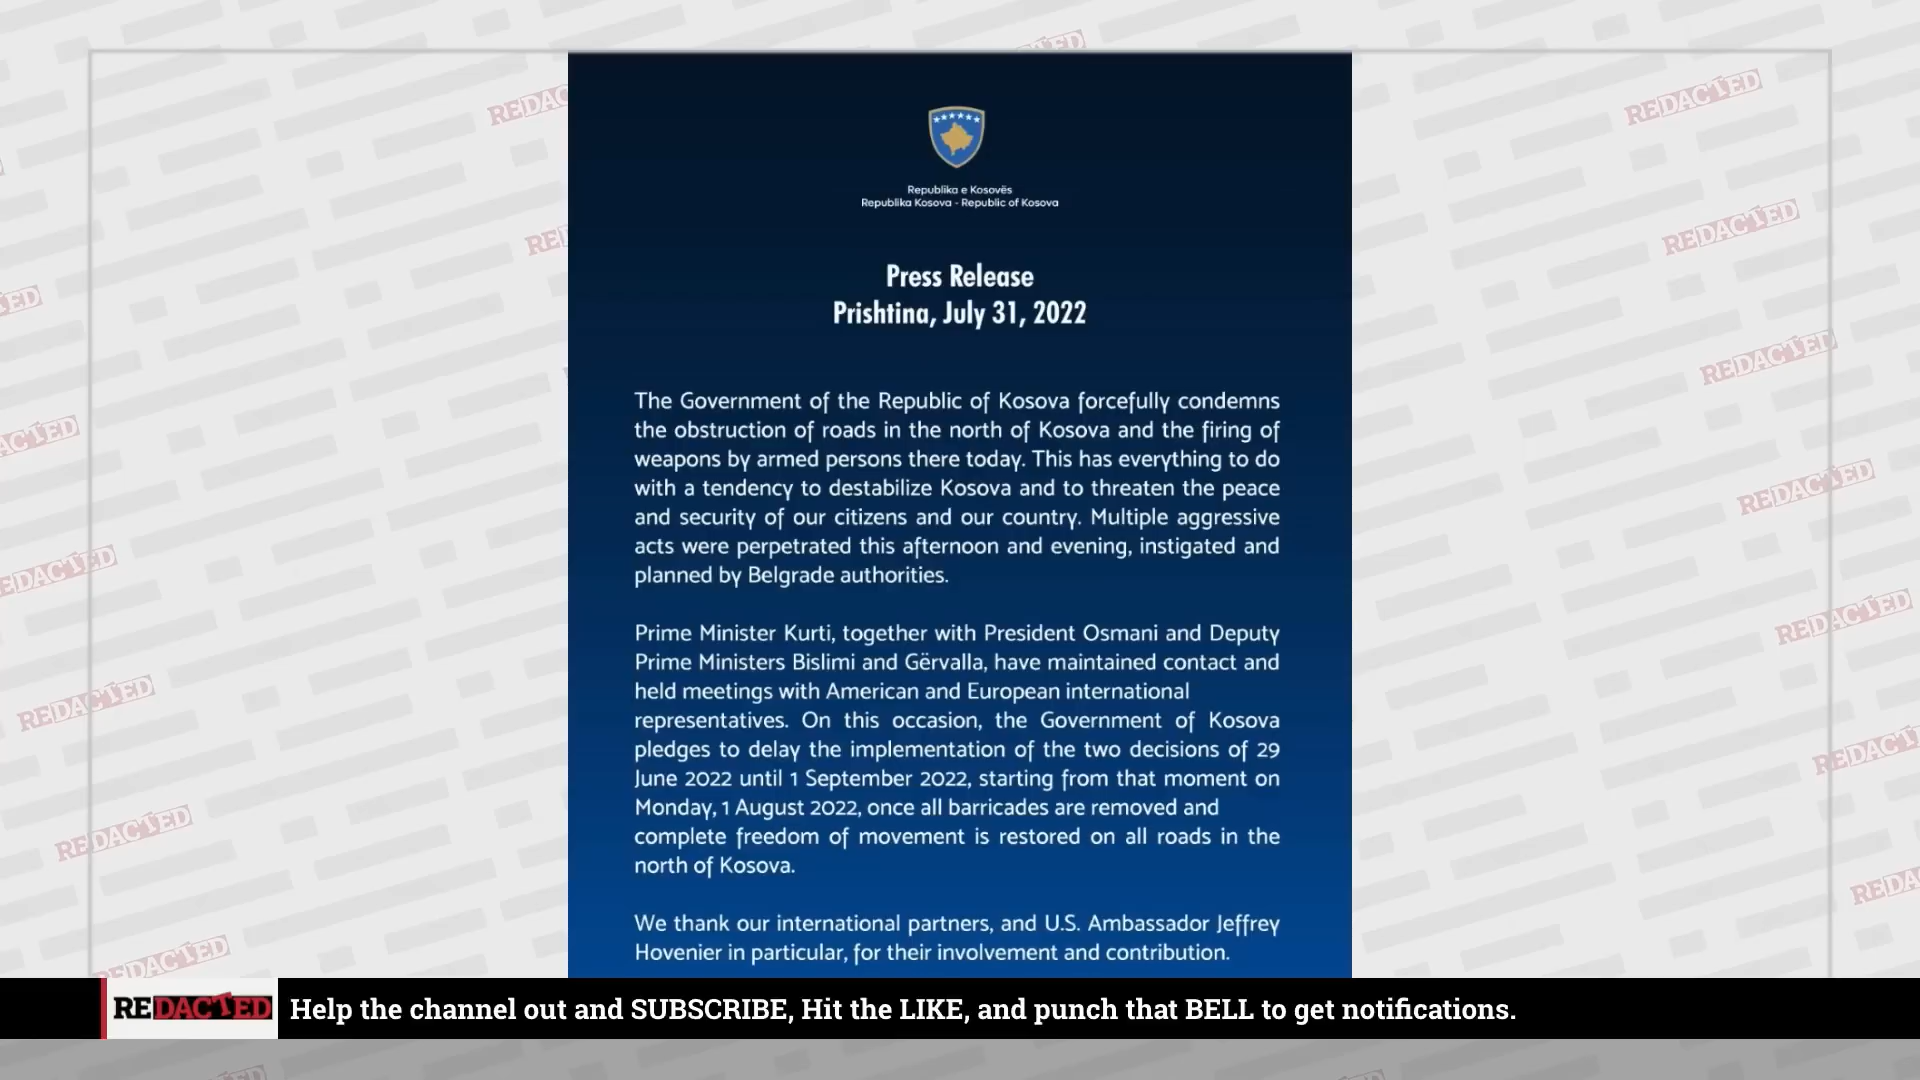 Republika e Kosovës
Republika Kosova - Republic of Kosova
Press Release
Prishtina, July 31, 2022
The Government of the Republic of Kosova forcefully condemns
the obstruction of roads in the north of Kosova and the firing of
weapons by armed persons there today. This has everything to do
with a tendency to destabilize Kosova and to threaten the peace
and security of our citizens and our country. Multiple aggressive
acts were perpetrated this afternoon and evening, instigated and
planned by Belgrade authorities.
Prime Minister Kurti, together with President Osmani and Deputy
Prime Ministers Bislimi and Gërvalla, have maintained contact and
held meetings with American and European international
representatives. On this occasion, the Government of Kosova
pledges to delay the implementation of the two decisions of 29
June 2022 until 1 September 2022, starting from that moment on
Monday, 1 August 2022, once all barricades are removed and
complete freedom of movement is restored on all roads in the
north of Kosova.
We thank our international partners, and U.S. Ambassador Jeffrey
Hovenier in particular, for their involvement and contribution.
REDACTED Help the channel out and SUBSCRIBE, Hit the LIKE, and punch that BELL to get notifications.
REDACTED
REDACTED
REDACTED
REDACTED
REDACTED
REDACTED
REDACTED
REDACTED